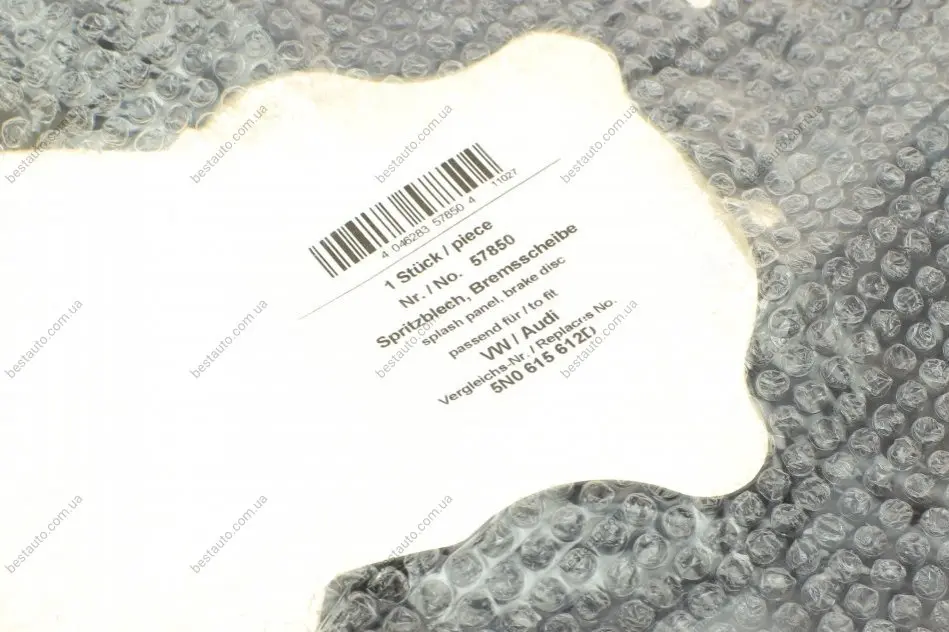 bestauto.com.ua
4 046283 57850 4
11027
1 Stück / piece
Nr. / No. 57850
Spritzblech, Bremsscheibe
splash panel, brake disc
passend für / to fit
VW / Audi
Vergleichs-Nr. / Replac's No.
5N0 615 612D